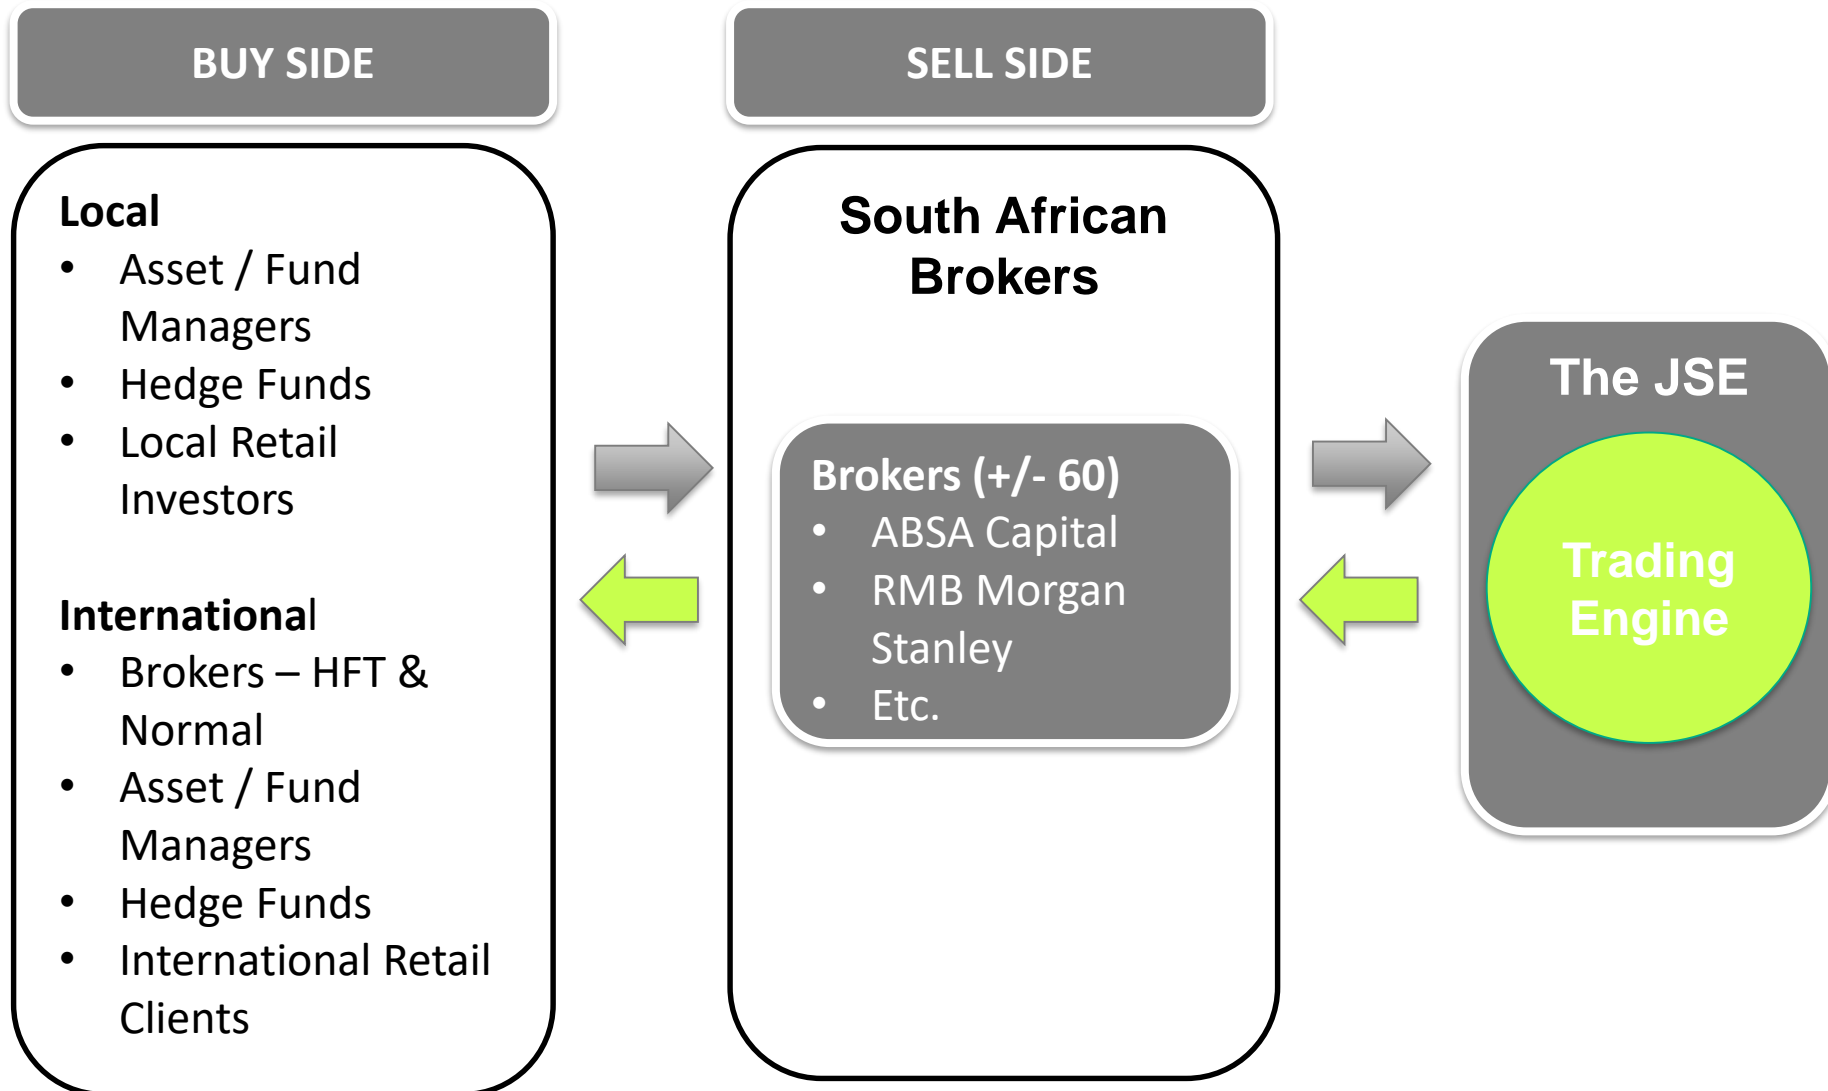 BUY SIDE
Local
• Asset / Fund
Managers
• Hedge Funds
• Local Retail
Investors
International
• Brokers – HFT &
Normal
• Asset / Fund
Managers
• Hedge Funds
• International Retail
Clients
SELL SIDE
South African
Brokers
Brokers (+/- 60)
• ABSA Capital
• RMB Morgan
Stanley
• Etc.
The JSE
Trading
Engine